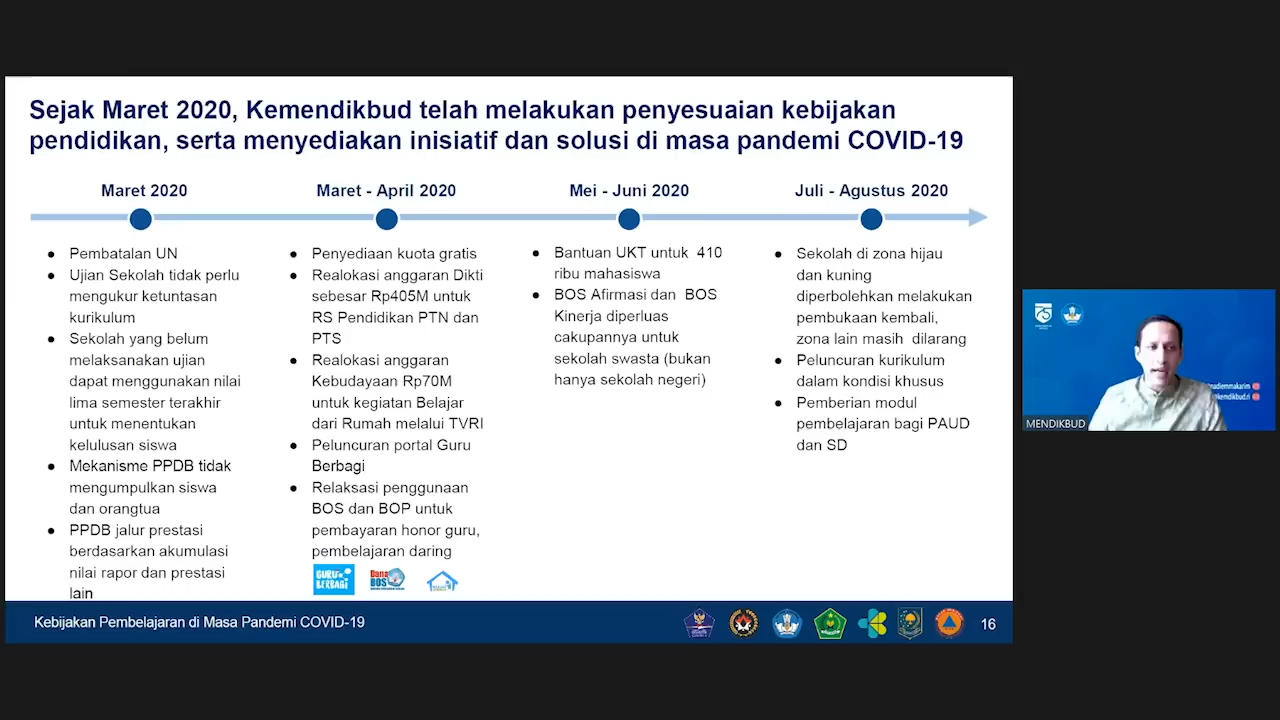 Sejak Maret 2020, Kemendikbud telah melakukan penyesuaian kebijakan
pendidikan, serta menyediakan inisiatif dan solusi di masa pandemi COVID-19
Maret 2020
● Pembatalan UN
● Ujian Sekolah tidak perlu
mengukur ketuntasan
kurikulum
● Sekolah yang belum
melaksanakan ujian
dapat menggunakan nilai
lima semester terakhir
untuk menentukan
kelulusan siswa
● Mekanisme PPDB tidak
mengumpulkan siswa
dan orangtua
● PPDB jalur prestasi
berdasarkan akumulasi
nilai rapor dan prestasi
lain
Maret - April 2020
● Penyediaan kuota gratis
● Realokasi anggaran Dikti
sebesar Rp405M untuk
RS Pendidikan PTN dan
PTS
● Realokasi anggaran
Kebudayaan Rp70M
untuk kegiatan Belajar
dari Rumah melalui TVRI
● Peluncuran portal Guru
Berbagi
● Relaksasi penggunaan
BOS dan BOP untuk
pembayaran honor guru,
pembelajaran daring
GURU
BERBAGI
Dana
BOS
Mei - Juni 2020
● Bantuan UKT untuk 410
ribu mahasiswa
● BOS Afirmasi dan BOS
Kinerja diperluas
cakupannya untuk
sekolah swasta (bukan
hanya sekolah negeri)
Juli - Agustus 2020
● Sekolah di zona hijau
dan kuning
diperbolehkan melakukan
pembukaan kembali,
zona lain masih dilarang
● Peluncuran kurikulum
dalam kondisi khusus
● Pemberian modul
pembelajaran bagi PAUD
dan SD
Kebijakan Pembelajaran di Masa Pandemi COVID-19
16
75
nadiemmakarim
kemdikbud.ri
MENDIKBUD